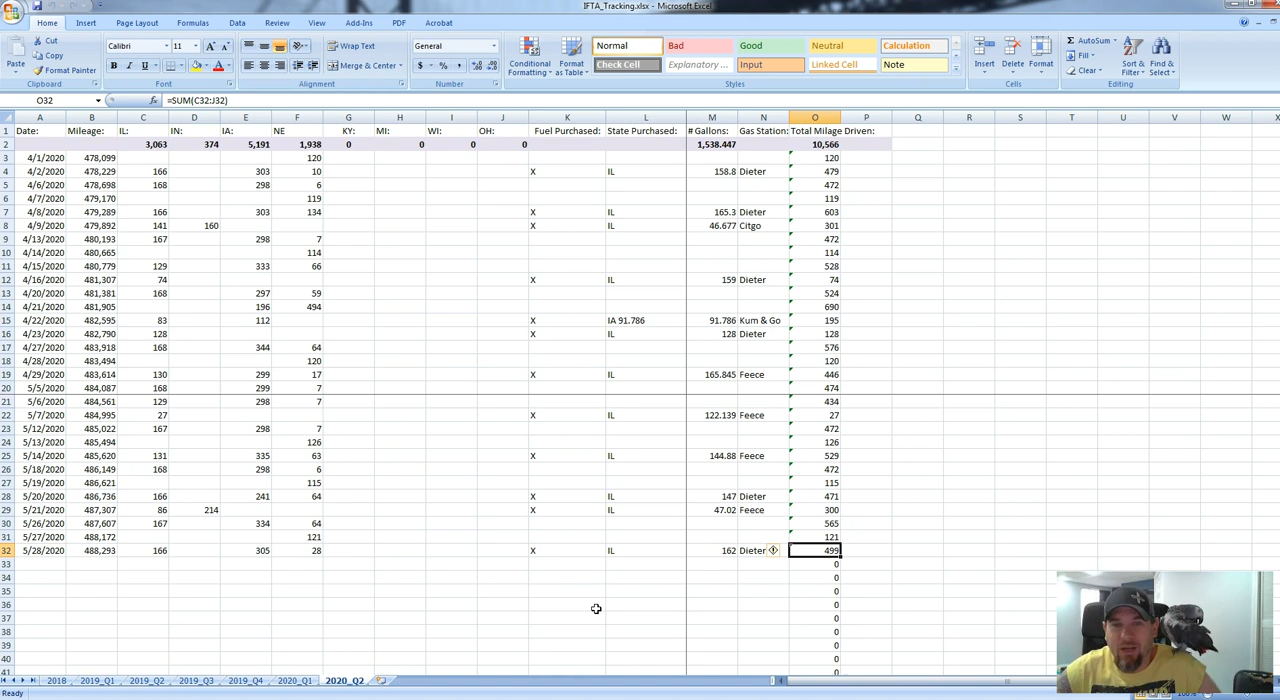 IFTA_Tracking.xlsx - Microsoft Excel
Home Insert Page Layout Formulas Data Review View Add-Ins PDF Acrobat
Paste Cut Copy Format Painter
Calibri 11 B I U
Wrap Text Merge & Center
General $ % ,
Conditional Formatting Format as Table
Normal Bad Good Neutral Calculation
Check Cell Explanatory ... Input Linked Cell Note
Insert Delete Format
AutoSum Fill Clear Sort & Filter Find & Select
Clipboard Font Alignment Number Styles Cells Editing
O32 fx =SUM(C32:J32)
A B C D E F G H I J K L M N O P Q R S T U V W X
1 Date: Mileage: IL: IN: IA: NE KY: MI: WI: OH: Fuel Purchased: State Purchased: # Gallons: Gas Station: Total Milage Driven:
2 3,063 374 5,191 1,938 0 0 0 0 1,538.447 10,566
3 4/1/2020 478,099 120 120
4 4/2/2020 478,229 166 303 10 X IL 158.8 Dieter 479
5 4/6/2020 478,698 168 298 6 472
6 4/7/2020 479,170 119 119
7 4/8/2020 479,289 166 303 134 X IL 165.3 Dieter 603
8 4/9/2020 479,892 141 160 X IL 46.677 Citgo 301
9 4/13/2020 480,193 167 298 7 472
10 4/14/2020 480,665 114 114
11 4/15/2020 480,779 129 333 66 528
12 4/16/2020 481,307 74 X IL 159 Dieter 74
13 4/20/2020 481,381 168 297 59 524
14 4/21/2020 481,905 196 494 690
15 4/22/2020 482,595 83 112 X IA 91.786 91.786 Kum & Go 195
16 4/23/2020 482,790 128 X IL 128 Dieter 128
17 4/27/2020 483,918 168 344 64 576
18 4/28/2020 483,494 120 120
19 4/29/2020 483,614 130 299 17 X IL 165.845 Feece 446
20 5/5/2020 484,087 168 299 7 474
21 5/6/2020 484,561 129 298 7 434
22 5/7/2020 484,995 27 X IL 122.139 Feece 27
23 5/12/2020 485,022 167 298 7 472
24 5/13/2020 485,494 126 126
25 5/14/2020 485,620 131 335 63 X IL 144.88 Feece 529
26 5/18/2020 486,149 168 298 6 472
27 5/19/2020 486,621 115 115
28 5/20/2020 486,736 166 241 64 X IL 147 Dieter 471
29 5/21/2020 487,307 86 214 X IL 47.02 Feece 300
30 5/26/2020 487,607 167 334 64 565
31 5/27/2020 488,172 121 121
32 5/28/2020 488,293 166 305 28 X IL 162 Dieter 499
33 0
34 0
35 0
36 0
37 0
38 0
39 0
40 0
41
2018 2019_Q1 2019_Q2 2019_Q3 2019_Q4 2020_Q1 2020_Q2
Ready